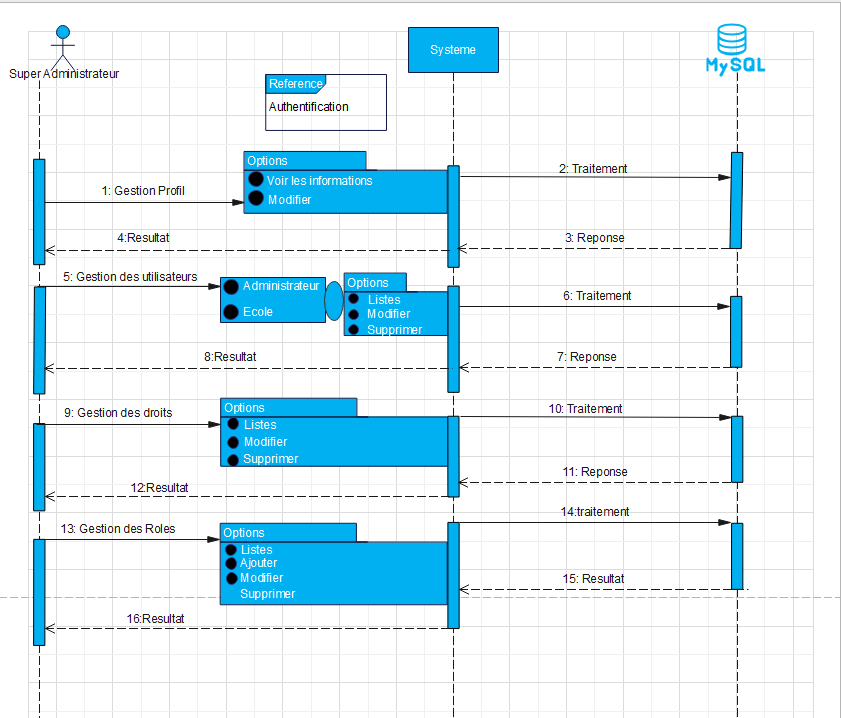 Systeme
MySQL
Super Administrateur
Reference
Authentification
Options
Voir les informations
Modifier
1: Gestion Profil
2: Traitement
4:Resultat
3: Reponse
5: Gestion des utilisateurs
Administrateur
Ecole
Options
Listes
Modifier
Supprimer
6: Traitement
8:Resultat
7: Reponse
9: Gestion des droits
Options
Listes
Modifier
Supprimer
10: Traitement
12:Resultat
11: Reponse
13: Gestion des Roles
Options
Listes
Ajouter
Modifier
Supprimer
14:traitement
15: Resultat
16:Resultat